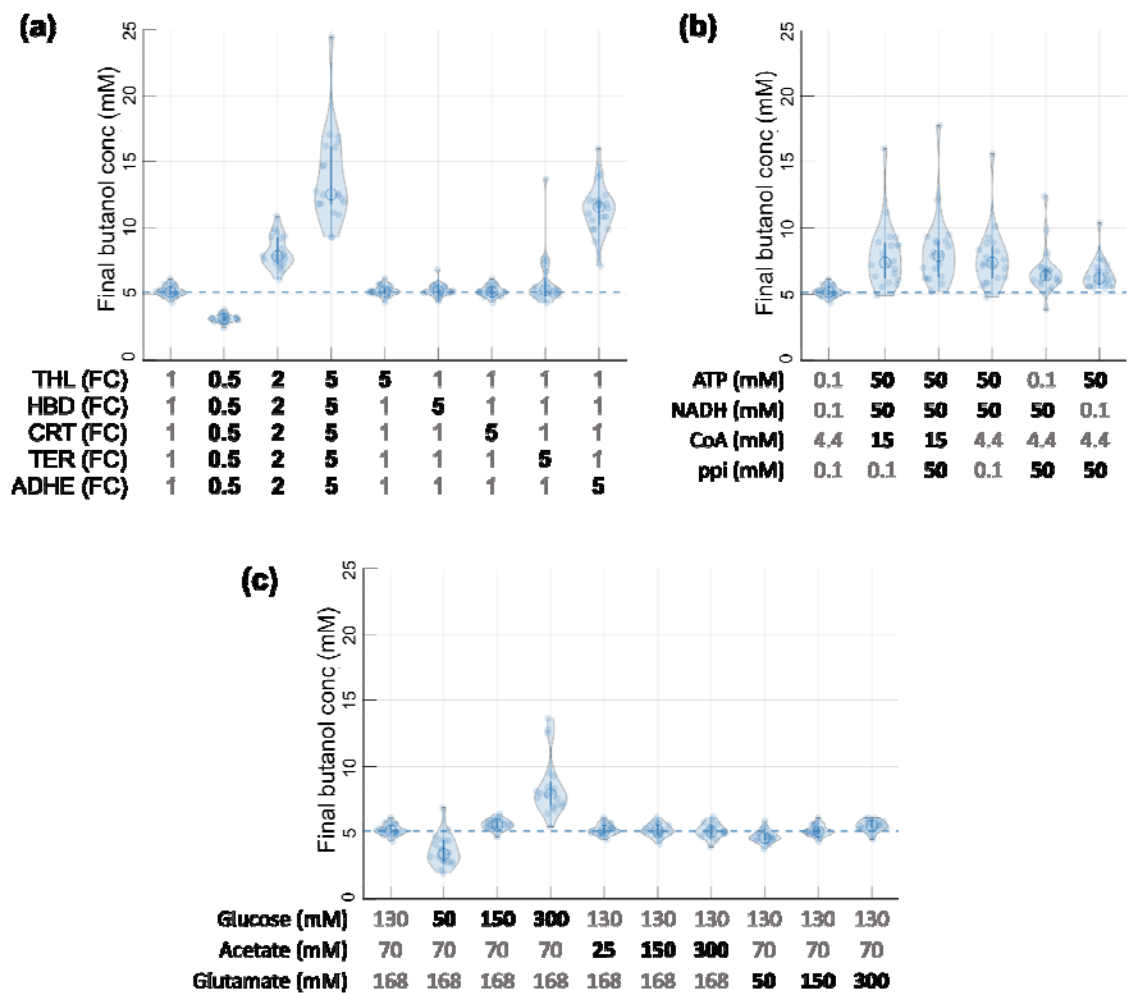 (a)
Final butanol conc (mM)
25
20
15
10
5
0
THL (FC) 1 0.5 2 5 5 1 1 1 1
HBD (FC) 1 0.5 2 5 1 5 1 1 1
CRT (FC) 1 0.5 2 5 1 1 5 1 1
TER (FC) 1 0.5 2 5 1 1 1 5 1
ADHE (FC) 1 0.5 2 5 1 1 1 1 5
(b)
Final butanol conc (mM)
25
20
15
10
5
0
ATP (mM) 0.1 50 50 50 0.1 50
NADH (mM) 0.1 50 50 50 50 0.1
CoA (mM) 4.4 15 15 4.4 4.4 4.4
ppi (mM) 0.1 0.1 50 0.1 50 50
(c)
Final butanol conc (mM)
25
20
15
10
5
0
Glucose (mM) 130 50 150 300 130 130 130 130 130 130
Acetate (mM) 70 70 70 70 25 150 300 70 70 70
Glutamate (mM) 168 168 168 168 168 168 168 50 150 300